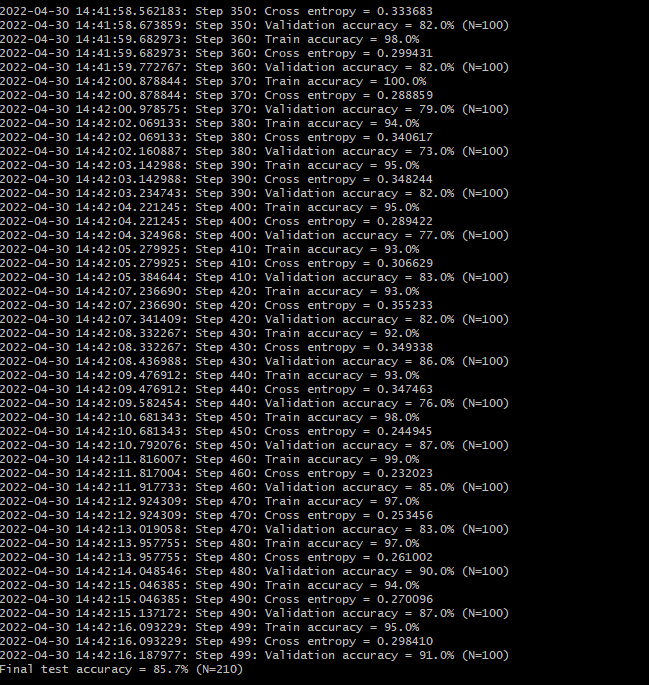 2022-04-30 14:41:58.562183: Step 350: Cross entropy = 0.333683
2022-04-30 14:41:58.673859: Step 350: Validation accuracy = 82.0% (N=100)
2022-04-30 14:41:59.682973: Step 360: Train accuracy = 98.0%
2022-04-30 14:41:59.682973: Step 360: Cross entropy = 0.299431
2022-04-30 14:41:59.772767: Step 360: Validation accuracy = 82.0% (N=100)
2022-04-30 14:42:00.878844: Step 370: Train accuracy = 100.0%
2022-04-30 14:42:00.878844: Step 370: Cross entropy = 0.288859
2022-04-30 14:42:00.978575: Step 370: Validation accuracy = 79.0% (N=100)
2022-04-30 14:42:02.069133: Step 380: Train accuracy = 94.0%
2022-04-30 14:42:02.069133: Step 380: Cross entropy = 0.340617
2022-04-30 14:42:02.160887: Step 380: Validation accuracy = 73.0% (N=100)
2022-04-30 14:42:03.142988: Step 390: Train accuracy = 95.0%
2022-04-30 14:42:03.142988: Step 390: Cross entropy = 0.348244
2022-04-30 14:42:03.234743: Step 390: Validation accuracy = 82.0% (N=100)
2022-04-30 14:42:04.221245: Step 400: Train accuracy = 95.0%
2022-04-30 14:42:04.221245: Step 400: Cross entropy = 0.289422
2022-04-30 14:42:04.324968: Step 400: Validation accuracy = 77.0% (N=100)
2022-04-30 14:42:05.279925: Step 410: Train accuracy = 93.0%
2022-04-30 14:42:05.279925: Step 410: Cross entropy = 0.306629
2022-04-30 14:42:05.384644: Step 410: Validation accuracy = 83.0% (N=100)
2022-04-30 14:42:07.236690: Step 420: Train accuracy = 93.0%
2022-04-30 14:42:07.236690: Step 420: Cross entropy = 0.355233
2022-04-30 14:42:07.341409: Step 420: Validation accuracy = 82.0% (N=100)
2022-04-30 14:42:08.332267: Step 430: Train accuracy = 92.0%
2022-04-30 14:42:08.332267: Step 430: Cross entropy = 0.349338
2022-04-30 14:42:08.436988: Step 430: Validation accuracy = 86.0% (N=100)
2022-04-30 14:42:09.476912: Step 440: Train accuracy = 93.0%
2022-04-30 14:42:09.476912: Step 440: Cross entropy = 0.347463
2022-04-30 14:42:09.582454: Step 440: Validation accuracy = 76.0% (N=100)
2022-04-30 14:42:10.681343: Step 450: Train accuracy = 98.0%
2022-04-30 14:42:10.681343: Step 450: Cross entropy = 0.244945
2022-04-30 14:42:10.792076: Step 450: Validation accuracy = 87.0% (N=100)
2022-04-30 14:42:11.816007: Step 460: Train accuracy = 99.0%
2022-04-30 14:42:11.817004: Step 460: Cross entropy = 0.232023
2022-04-30 14:42:11.917733: Step 460: Validation accuracy = 85.0% (N=100)
2022-04-30 14:42:12.924309: Step 470: Train accuracy = 97.0%
2022-04-30 14:42:12.924309: Step 470: Cross entropy = 0.253456
2022-04-30 14:42:13.019058: Step 470: Validation accuracy = 83.0% (N=100)
2022-04-30 14:42:13.957755: Step 480: Train accuracy = 97.0%
2022-04-30 14:42:13.957755: Step 480: Cross entropy = 0.261002
2022-04-30 14:42:14.048546: Step 480: Validation accuracy = 90.0% (N=100)
2022-04-30 14:42:15.046385: Step 490: Train accuracy = 94.0%
2022-04-30 14:42:15.046385: Step 490: Cross entropy = 0.270096
2022-04-30 14:42:15.137172: Step 490: Validation accuracy = 87.0% (N=100)
2022-04-30 14:42:16.093229: Step 499: Train accuracy = 95.0%
2022-04-30 14:42:16.093229: Step 499: Cross entropy = 0.298410
2022-04-30 14:42:16.187977: Step 499: Validation accuracy = 91.0% (N=100)
Final test accuracy = 85.7% (N=210)